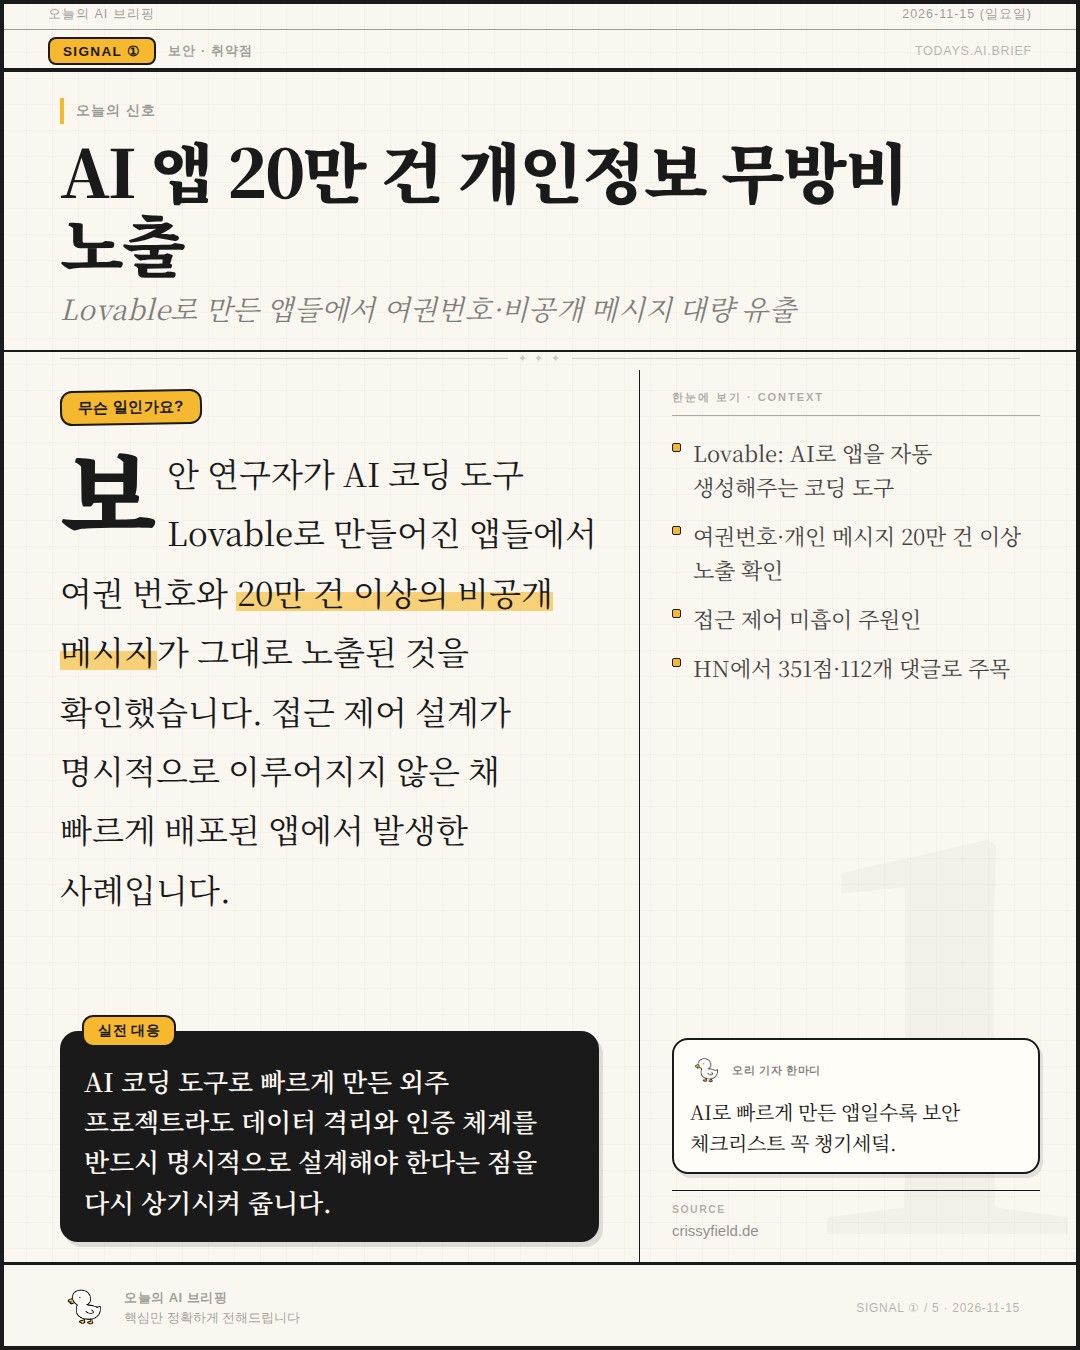 오늘의 AI 브리핑
2026-11-15 (일요일)
SIGNAL ①
보안 · 취약점
TODAYS.AI.BRIEF
오늘의 신호
AI 앱 20만 건 개인정보 무방비
노출
Lovable로 만든 앱들에서 여권번호·비공개 메시지 대량 유출
무슨 일인가요?
보안 연구자가 AI 코딩 도구
Lovable로 만들어진 앱들에서
여권 번호와 20만 건 이상의 비공개
메시지가 그대로 노출된 것을
확인했습니다. 접근 제어 설계가
명시적으로 이루어지지 않은 채
빠르게 배포된 앱에서 발생한
사례입니다.
실전 대응
AI 코딩 도구로 빠르게 만든 외주
프로젝트라도 데이터 격리와 인증 체계를
반드시 명시적으로 설계해야 한다는 점을
다시 상기시켜 줍니다.
한눈에 보기 · CONTEXT
Lovable: AI로 앱을 자동
생성해주는 코딩 도구
여권번호·개인 메시지 20만 건 이상
노출 확인
접근 제어 미흡이 주원인
HN에서 351점·112개 댓글로 주목
1
오리 기자 한마디
AI로 빠르게 만든 앱일수록 보안
체크리스트 꼭 챙기세덬.
SOURCE
crissyfield.de
오늘의 AI 브리핑
핵심만 정확하게 전해드립니다
SIGNAL ① / 5 · 2026-11-15